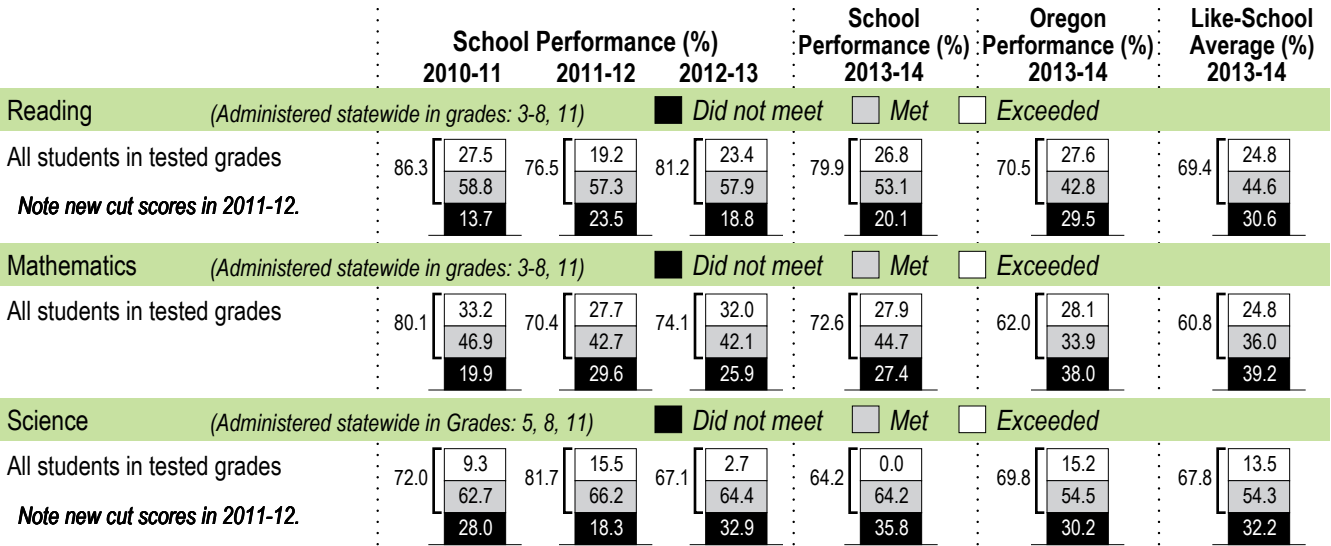 School Performance (%)
2010-11 2011-12 2012-13
School
Performance (%)
2013-14
Oregon
Performance (%)
2013-14
Like-School
Average (%)
2013-14
Reading (Administered statewide in grades: 3-8, 11) Did not meet Met Exceeded
All students in tested grades
Note new cut scores in 2011-12.
86.3 27.5 76.5 19.2 81.2 23.4 79.9 26.8 70.5 27.6 69.4 24.8
58.8 57.3 57.9 53.1 42.8 44.6
13.7 23.5 18.8 20.1 29.5 30.6
Mathematics (Administered statewide in grades: 3-8, 11) Did not meet Met Exceeded
All students in tested grades
80.1 33.2 70.4 27.7 74.1 32.0 72.6 27.9 62.0 28.1 60.8 24.8
46.9 42.7 42.1 44.7 33.9 36.0
19.9 29.6 25.9 27.4 38.0 39.2
Science (Administered statewide in Grades: 5, 8, 11) Did not meet Met Exceeded
All students in tested grades
Note new cut scores in 2011-12.
72.0 9.3 81.7 15.5 67.1 2.7 64.2 0.0 69.8 15.2 67.8 13.5
62.7 66.2 64.4 64.2 54.5 54.3
28.0 18.3 32.9 35.8 30.2 32.2